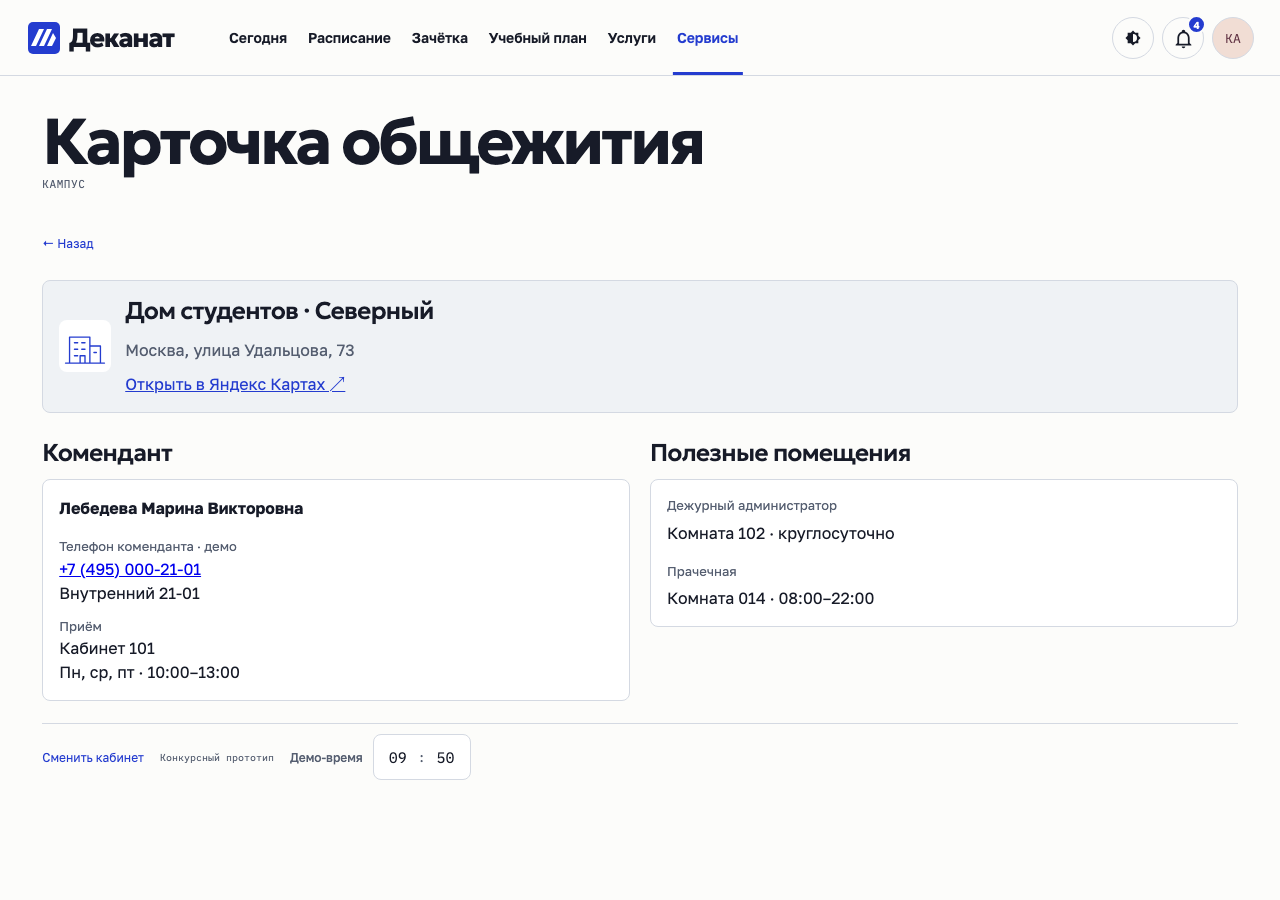 Деканат
Сегодня
Расписание
Зачётка
Учебный план
Услуги
Сервисы
4
КА
Карточка общежития
КАМПУС
← Назад
Дом студентов · Северный
Москва, улица Удальцова, 73
Открыть в Яндекс Картах ↗
Комендант
Лебедева Марина Викторовна
Телефон коменданта · демо
+7 (495) 000-21-01
Внутренний 21-01
Приём
Кабинет 101
Пн, ср, пт · 10:00–13:00
Полезные помещения
Дежурный администратор
Комната 102 · круглосуточно
Прачечная
Комната 014 · 08:00–22:00
Сменить кабинет
Конкурсный прототип
Демо-время
09 : 50